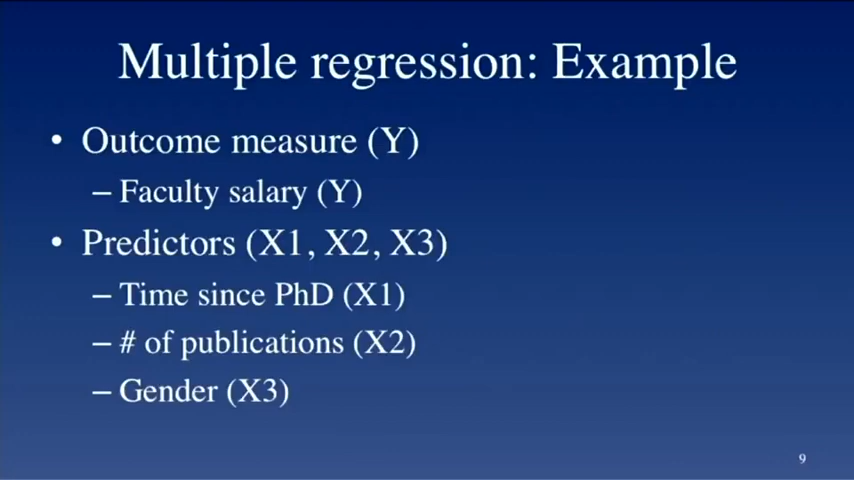 Multiple regression: Example
• Outcome measure (Y)
– Faculty salary (Y)
• Predictors (X1, X2, X3)
– Time since PhD (X1)
– # of publications (X2)
– Gender (X3)
9